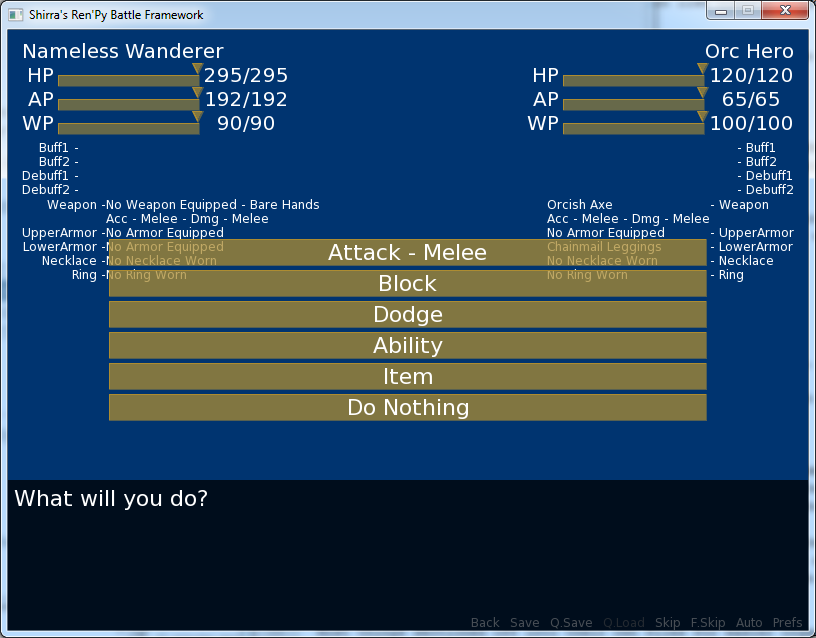 Shirra's Ren'Py Battle Framework
Nameless Wanderer Orc Hero
HP 295/295 HP 120/120
AP 192/192 AP 65/65
WP 90/90 WP 100/100
Buff1 - - Buff1
Buff2 - - Buff2
Debuff1 - - Debuff1
Debuff2 - - Debuff2
Weapon -No Weapon Equipped - Bare Hands Orcish Axe - Weapon
Acc - Melee - Dmg - Melee Acc - Melee - Dmg - Melee
UpperArmor -No Armor Equipped No Armor Equipped - UpperArmor
LowerArmor -No Armor Equipped Chainmail Leggings - LowerArmor
Necklace -No Necklace Worn No Necklace Worn - Necklace
Ring -No Ring Worn No Ring Worn - Ring
Attack - Melee
Block
Dodge
Ability
Item
Do Nothing
What will you do?
Back Save Q.Save Q.Load Skip F.Skip Auto Prefs